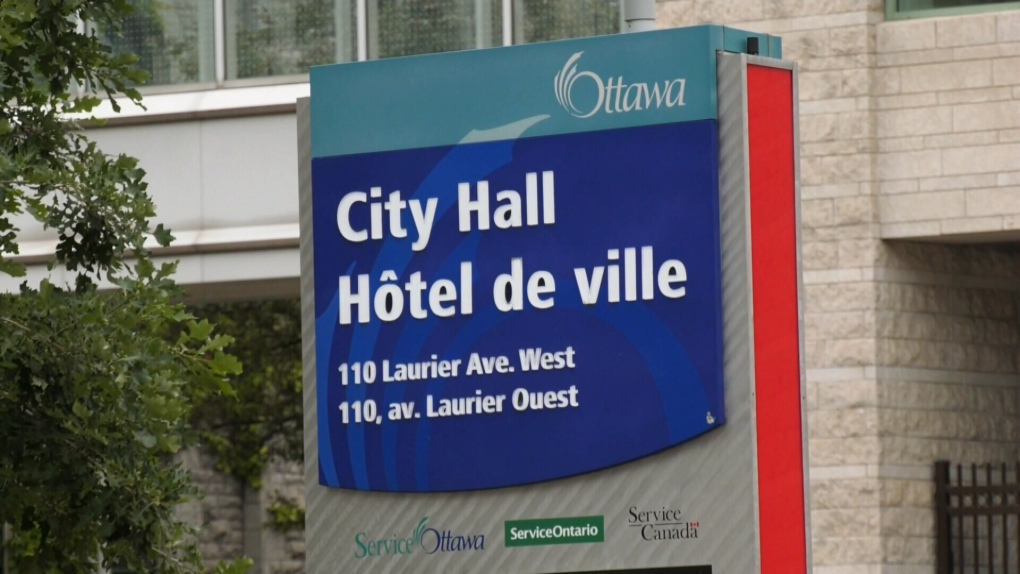 Ottawa
City Hall
Hôtel de ville
110 Laurier Ave. West
110, av. Laurier Ouest
ServiceOttawa
ServiceOntario
Service
Canada